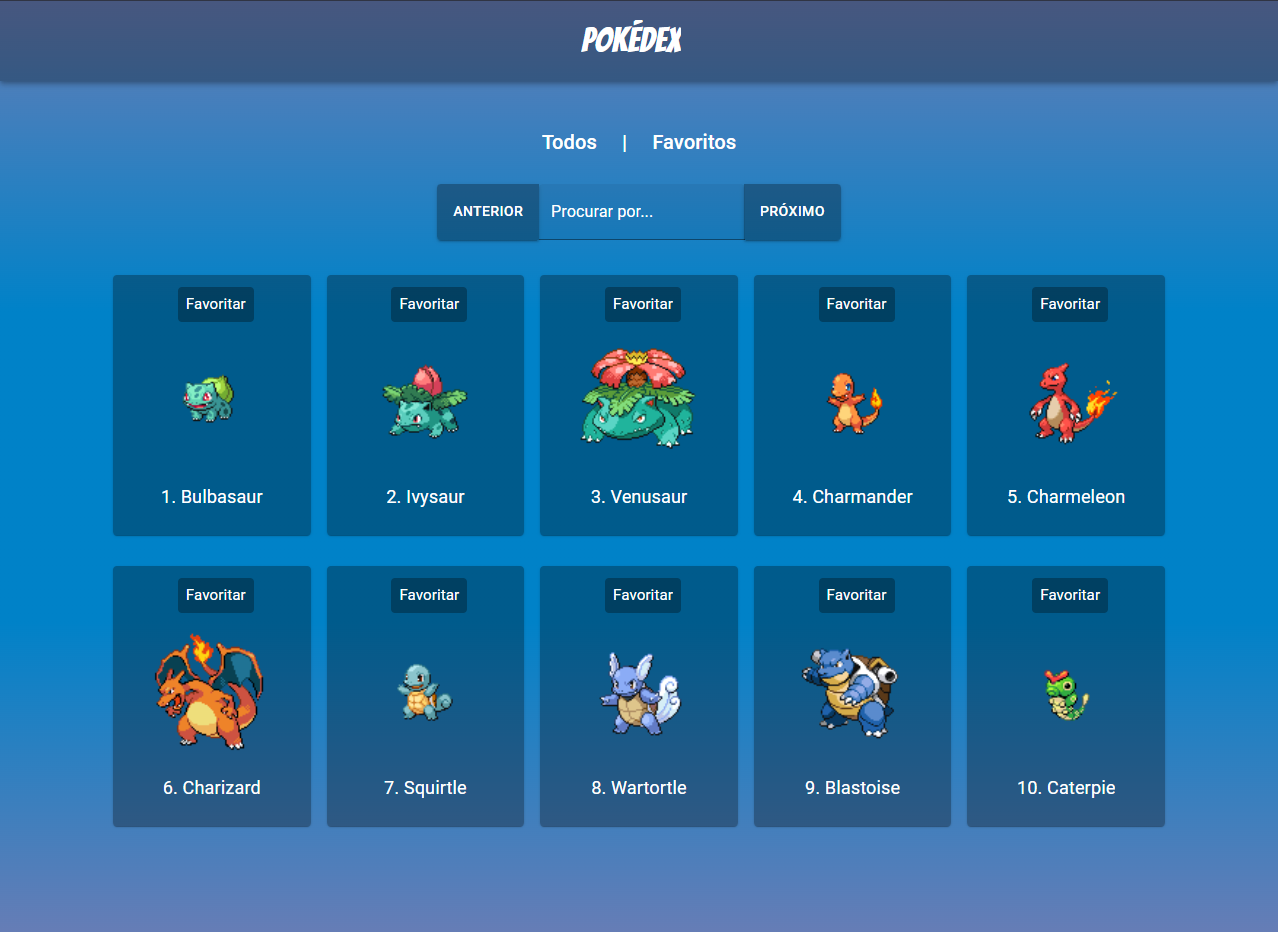 POKÉDEX
Todos | Favoritos
ANTERIOR Procurar por... PRÓXIMO
Favoritar Favoritar Favoritar Favoritar Favoritar
1. Bulbasaur 2. Ivysaur 3. Venusaur 4. Charmander 5. Charmeleon
Favoritar Favoritar Favoritar Favoritar Favoritar
6. Charizard 7. Squirtle 8. Wartortle 9. Blastoise 10. Caterpie